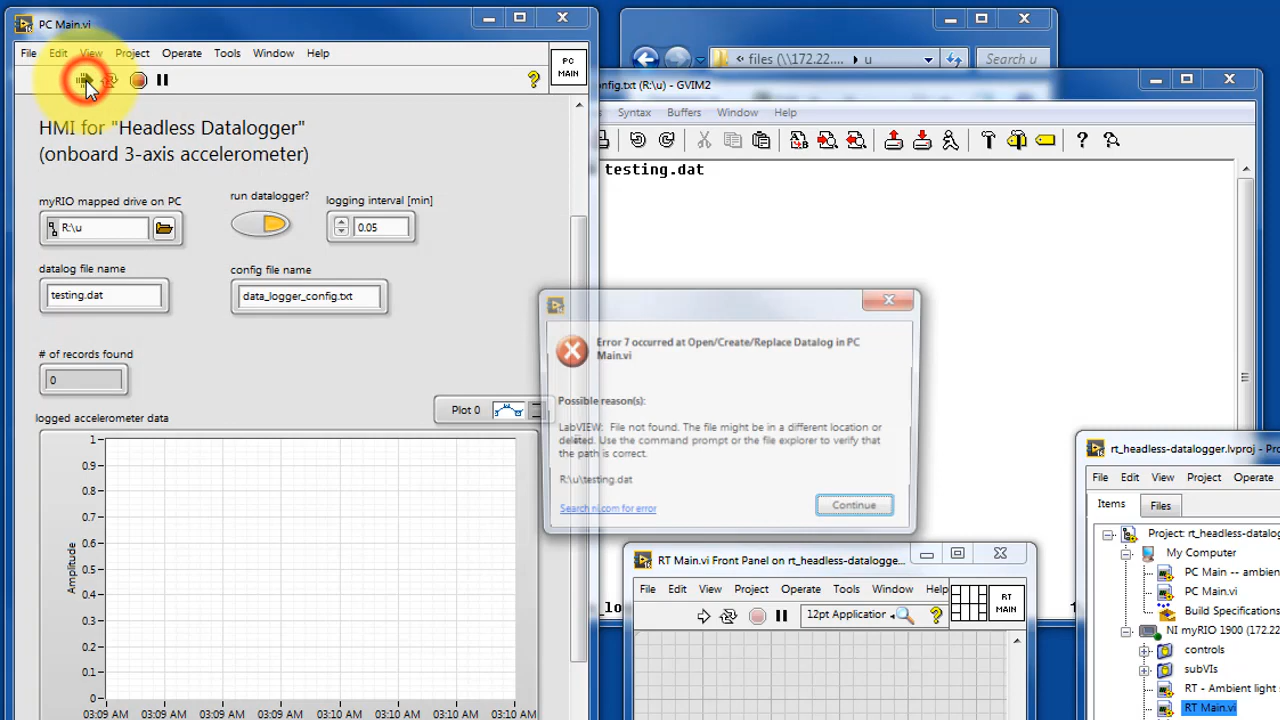 PC Main.vi
File Edit View Project Operate Tools Window Help
PC
MAIN
HMI for "Headless Datalogger"
(onboard 3-axis accelerometer)
myRIO mapped drive on PC
run datalogger?
logging interval [min]
R:\u
0.05
datalog file name
config file name
testing.dat
data_logger_config.txt
# of records found
0
logged accelerometer data
Plot 0
1
0.9
0.8
0.7
0.6
0.5
0.4
0.3
0.2
0.1
0
Amplitude
03:09 AM 03:09 AM 03:09 AM 03:09 AM 03:10 AM 03:10 AM 03:10 AM
« files (\\172.22.... ▸ u
Search u
nfig.txt (R:\u) - GVIM2
Syntax Buffers Window Help
testing.dat
Error 7 occurred at Open/Create/Replace Datalog in PC
Main.vi
Possible reason(s):
LabVIEW: File not found. The file might be in a different location or
deleted. Use the command prompt or the file explorer to verify that
the path is correct.
R:\u\testing.dat
Search ni.com for error
Continue
RT Main.vi Front Panel on rt_headless-datalogge...
File Edit View Project Operate Tools Window Help
12pt Application
RT
MAIN
rt_headless-datalogger.lvproj - P
File Edit View Project Operate
Items Files
Project: rt_headless-datalog
My Computer
PC Main -- ambien
PC Main.vi
Build Specifications
NI myRIO 1900 (172.22
controls
subVIs
RT - Ambient light s
RT Main.vi